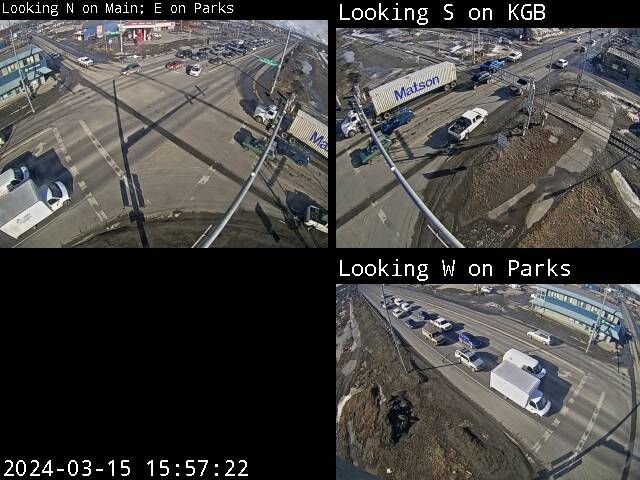 Looking N on Main; E on Parks
Looking S on KGB
Matson
Looking W on Parks
2024-03-15 15:57:22